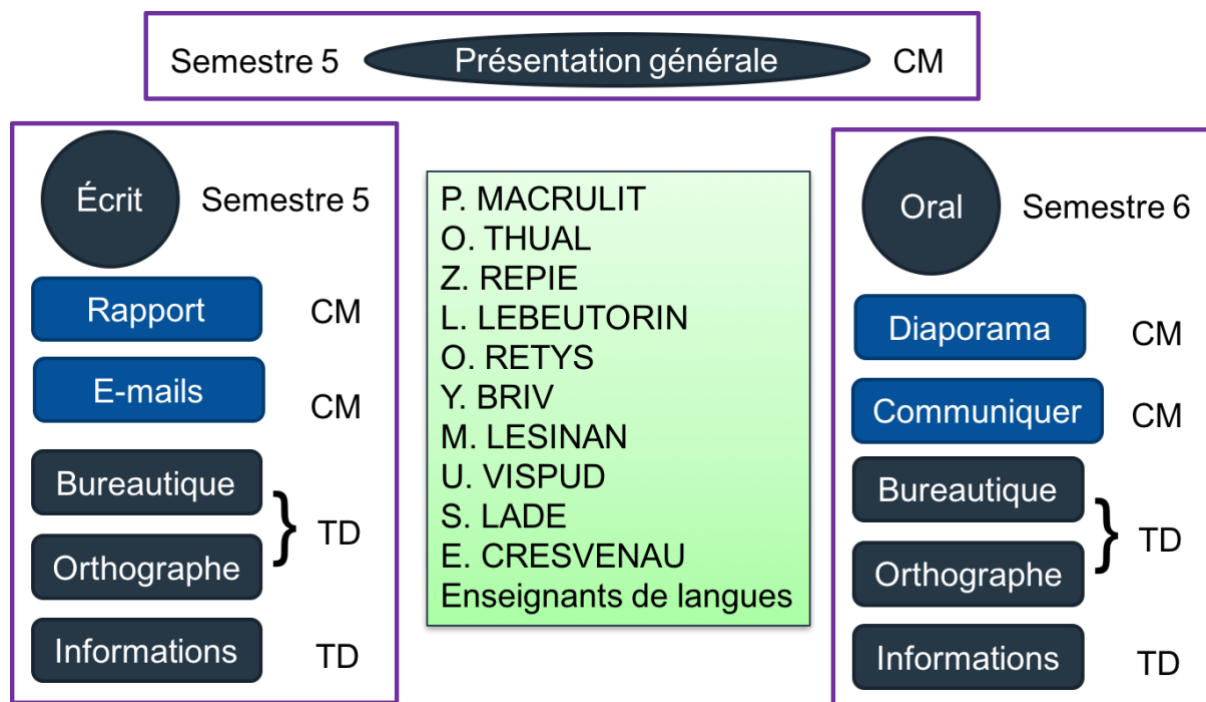 Semestre 5 Présentation générale CM
Écrit Semestre 5
Rapport CM
E-mails CM
Bureautique
} TD
Orthographe
Informations TD
P. MACRULIT
O. THUAL
Z. REPIE
L. LEBEUTORIN
O. RETYS
Y. BRIV
M. LESINAN
U. VISPUD
S. LADE
E. CRESVENAU
Enseignants de langues
Oral Semestre 6
Diaporama CM
Communiquer CM
Bureautique
} TD
Orthographe
Informations TD